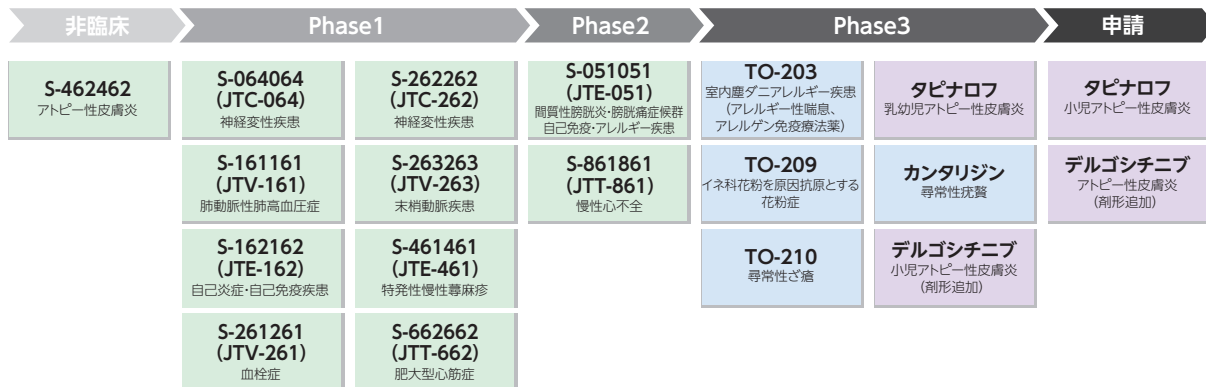 非臨床
Phase1
Phase2
Phase3
申請
S-462462
アトピー性皮膚炎
S-064064
(JTC-064)
神経変性疾患
S-262262
(JTC-262)
神経変性疾患
S-051051
(JTE-051)
間質性膀胱炎・膀胱痛症候群
自己免疫・アレルギー疾患
TO-203
室内塵ダニアレルギー疾患
(アレルギー性喘息、
アレルゲン免疫療法薬)
タピナロフ
乳幼児アトピー性皮膚炎
タピナロフ
小児アトピー性皮膚炎
S-161161
(JTV-161)
肺動脈性肺高血圧症
S-263263
(JTV-263)
末梢動脈疾患
S-861861
(JTT-861)
慢性心不全
TO-209
イネ科花粉を原因抗原とする
花粉症
カンタリジン
尋常性疣贅
デルゴシチニブ
アトピー性皮膚炎
(剤形追加)
S-162162
(JTE-162)
自己炎症・自己免疫疾患
S-461461
(JTE-461)
特発性慢性蕁麻疹
TO-210
尋常性ざ瘡
デルゴシチニブ
小児アトピー性皮膚炎
(剤形追加)
S-261261
(JTV-261)
血栓症
S-662662
(JTT-662)
肥大型心筋症